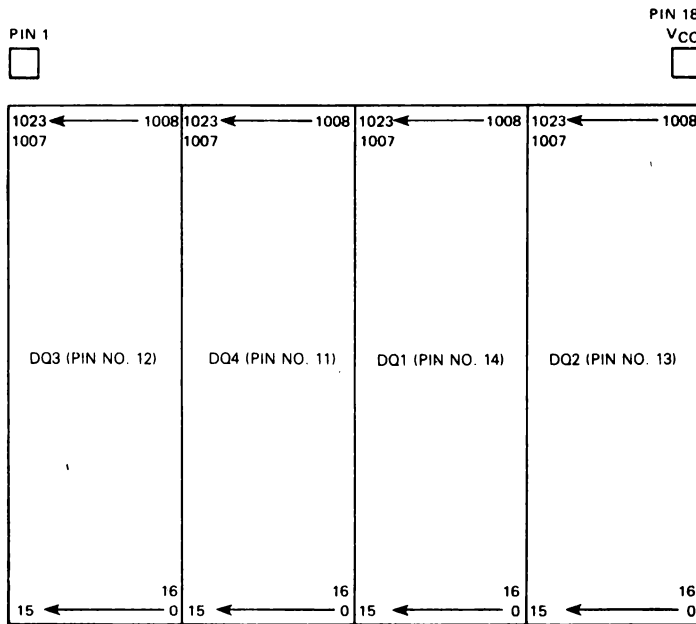 PIN 18
PIN 1
VCC
1023 1008 1023 1008 1023 1008 1023 1008
1007 1007 1007 1007
DQ3 (PIN NO. 12) DQ4 (PIN NO. 11) DQ1 (PIN NO. 14) DQ2 (PIN NO. 13)
16 16 16 16
15 0 15 0 15 0 15 0